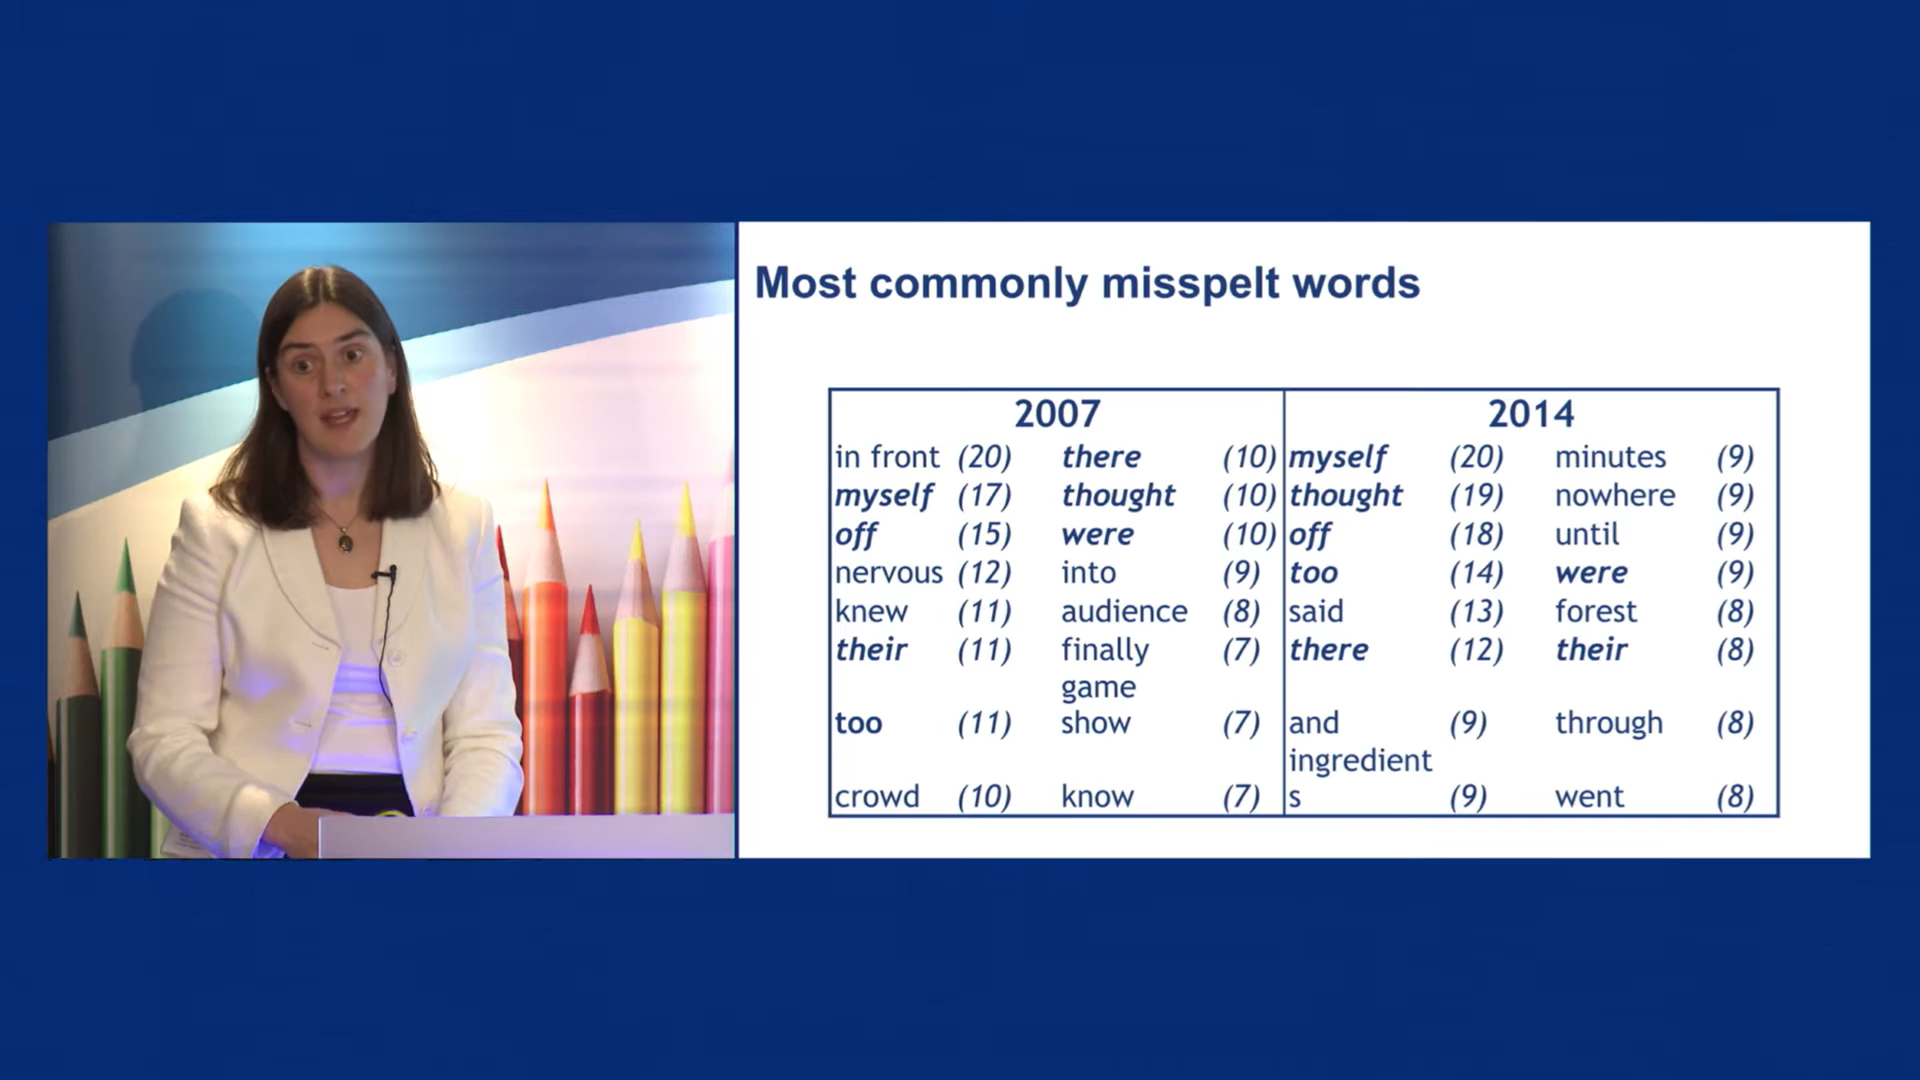 Most commonly misspelt words
2007 2014
in front (20) there (10) myself (20) minutes (9)
myself (17) thought (10) thought (19) nowhere (9)
off (15) were (10) off (18) until (9)
nervous (12) into (9) too (14) were (9)
knew (11) audience (8) said (13) forest (8)
their (11) finally (7) there (12) their (8)
game
too (11) show (7) and (9) through (8)
ingredient
crowd (10) know (7) s (9) went (8)